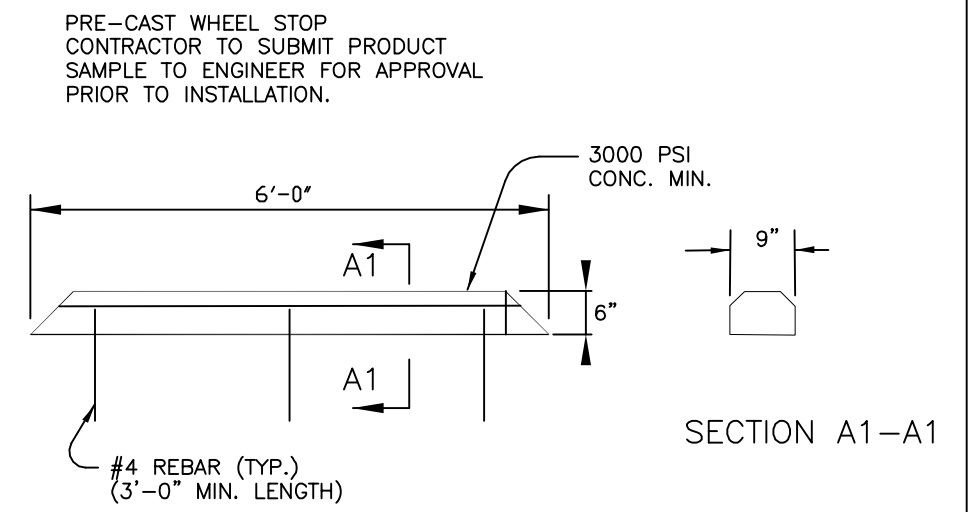 PRE-CAST WHEEL STOP
CONTRACTOR TO SUBMIT PRODUCT
SAMPLE TO ENGINEER FOR APPROVAL
PRIOR TO INSTALLATION.
3000 PSI
CONC. MIN.
6'-0"
9"
A1
6"
A1
SECTION A1-A1
#4 REBAR (TYP.)
(3'-0" MIN. LENGTH)